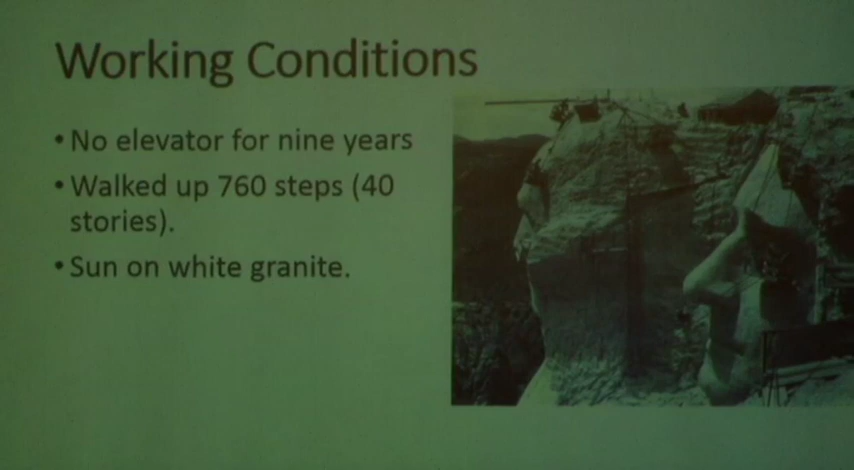 Working Conditions
• No elevator for nine years
• Walked up 760 steps (40
stories).
• Sun on white granite.